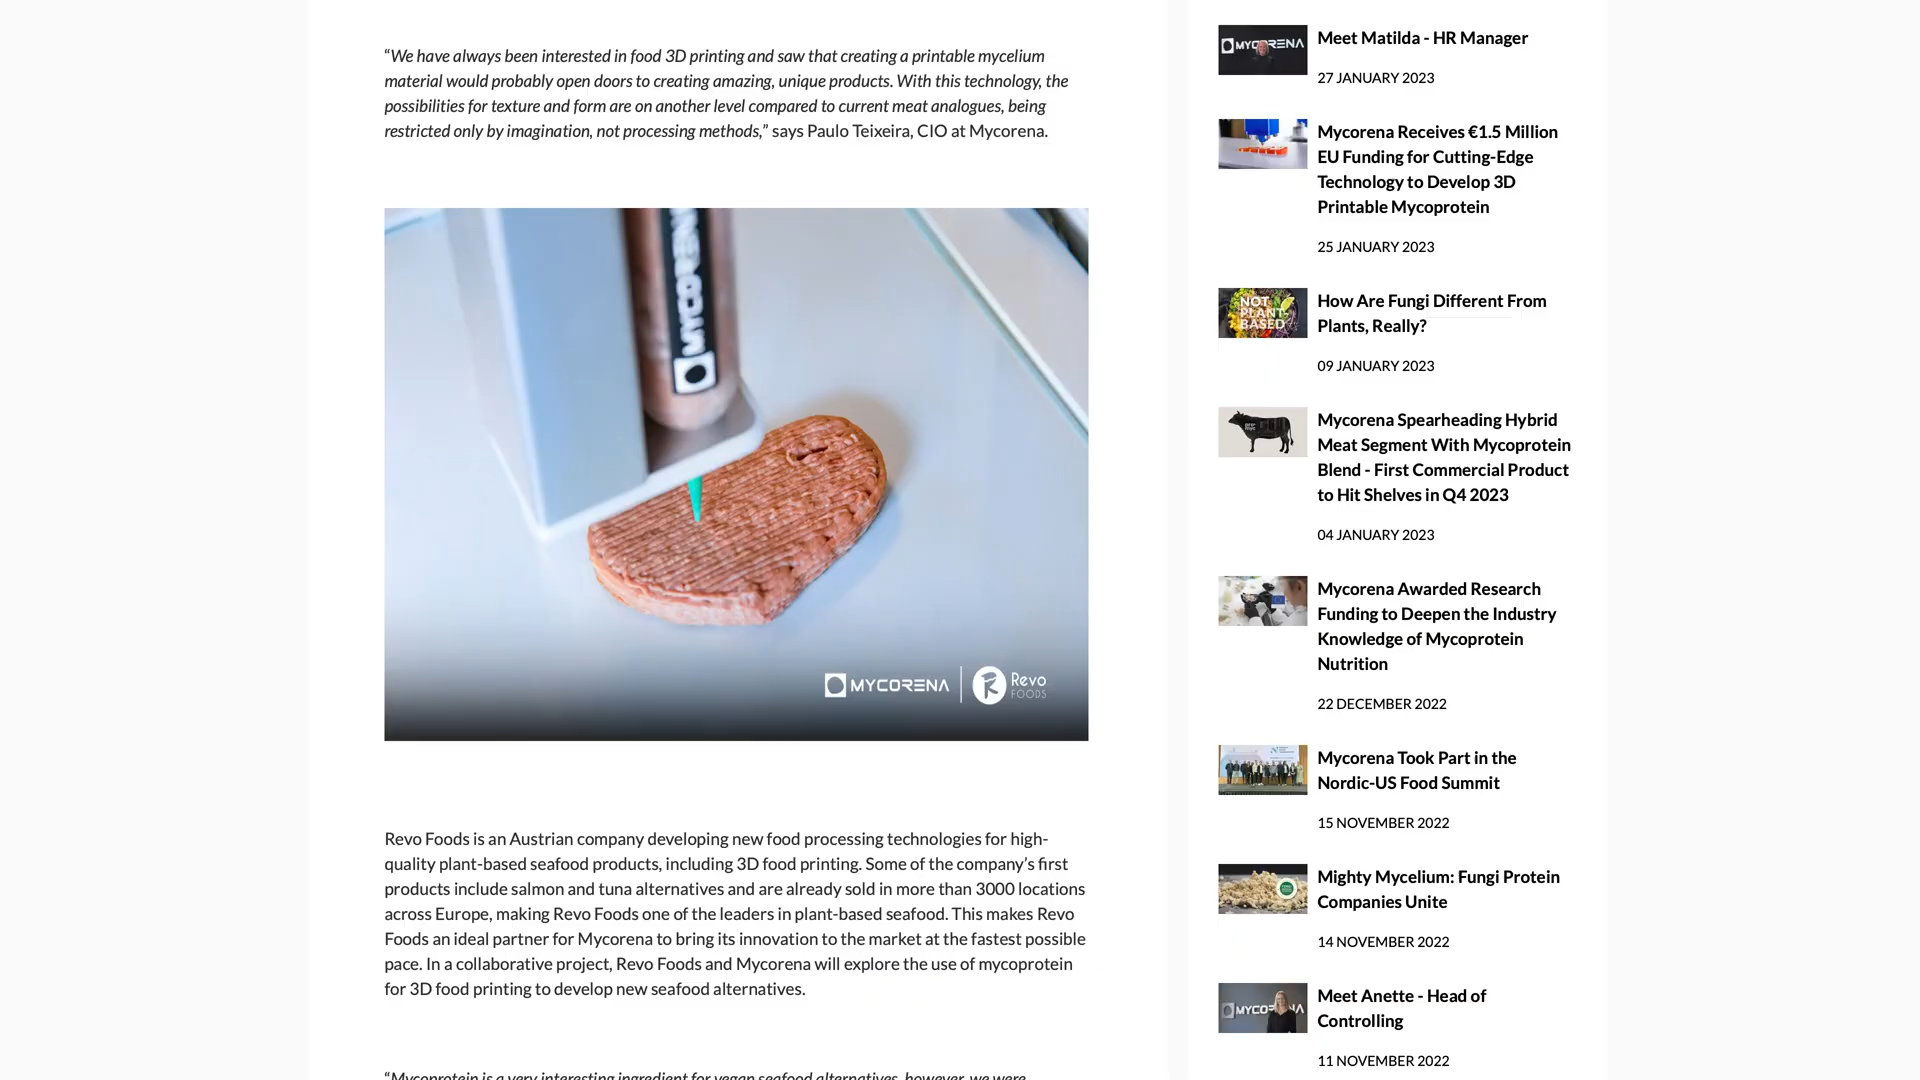 “We have always been interested in food 3D printing and saw that creating a printable mycelium
material would probably open doors to creating amazing, unique products. With this technology, the
possibilities for texture and form are on another level compared to current meat analogues, being
restricted only by imagination, not processing methods,” says Paulo Teixeira, CIO at Mycorena.
MYCORENA
MYCORENA
Revo
FOODS
Revo Foods is an Austrian company developing new food processing technologies for high-
quality plant-based seafood products, including 3D food printing. Some of the company’s first
products include salmon and tuna alternatives and are already sold in more than 3000 locations
across Europe, making Revo Foods one of the leaders in plant-based seafood. This makes Revo
Foods an ideal partner for Mycorena to bring its innovation to the market at the fastest possible
pace. In a collaborative project, Revo Foods and Mycorena will explore the use of mycoprotein
for 3D food printing to develop new seafood alternatives.
“Mycoprotein is a very interesting ingredient for vegan seafood alternatives, however, we were
MYCORENA
Meet Matilda - HR Manager
27 JANUARY 2023
Mycorena Receives €1.5 Million
EU Funding for Cutting-Edge
Technology to Develop 3D
Printable Mycoprotein
25 JANUARY 2023
NOT
PLANT-
BASED
How Are Fungi Different From
Plants, Really?
09 JANUARY 2023
Mycorena Spearheading Hybrid
Meat Segment With Mycoprotein
Blend - First Commercial Product
to Hit Shelves in Q4 2023
04 JANUARY 2023
Mycorena Awarded Research
Funding to Deepen the Industry
Knowledge of Mycoprotein
Nutrition
22 DECEMBER 2022
Mycorena Took Part in the
Nordic-US Food Summit
15 NOVEMBER 2022
Mighty Mycelium: Fungi Protein
Companies Unite
14 NOVEMBER 2022
Meet Anette - Head of
Controlling
11 NOVEMBER 2022